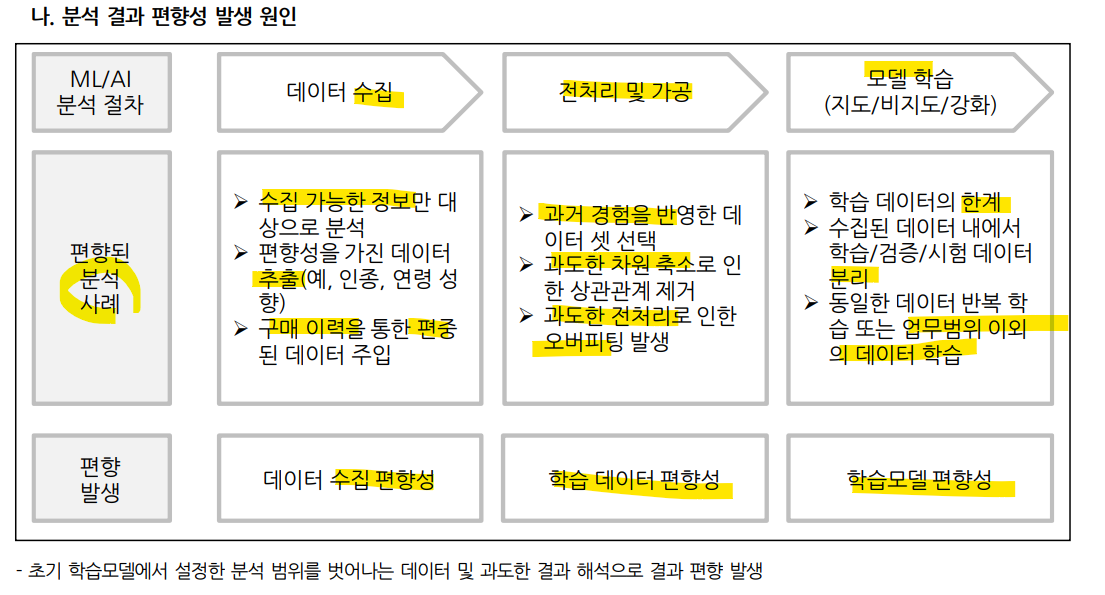 나. 분석 결과 편향성 발생 원인
ML/AI
분석 절차
데이터 수집
전처리 및 가공
모델 학습
(지도/비지도/강화)
편향된
분석
사례
➢ 수집 가능한 정보만 대
상으로 분석
➢ 편향성을 가진 데이터
추출(예, 인종, 연령 성
향)
➢ 구매 이력을 통한 편중
된 데이터 주입
➢ 과거 경험을 반영한 데
이터 셋 선택
➢ 과도한 차원 축소로 인
한 상관관계 제거
➢ 과도한 전처리로 인한
오버피팅 발생
➢ 학습 데이터의 한계
➢ 수집된 데이터 내에서
학습/검증/시험 데이터
분리
➢ 동일한 데이터 반복 학
습 또는 업무범위 이외
의 데이터 학습
편향
발생
데이터 수집 편향성
학습 데이터 편향성
학습모델 편향성
- 초기 학습모델에서 설정한 분석 범위를 벗어나는 데이터 및 과도한 결과 해석으로 결과 편향 발생